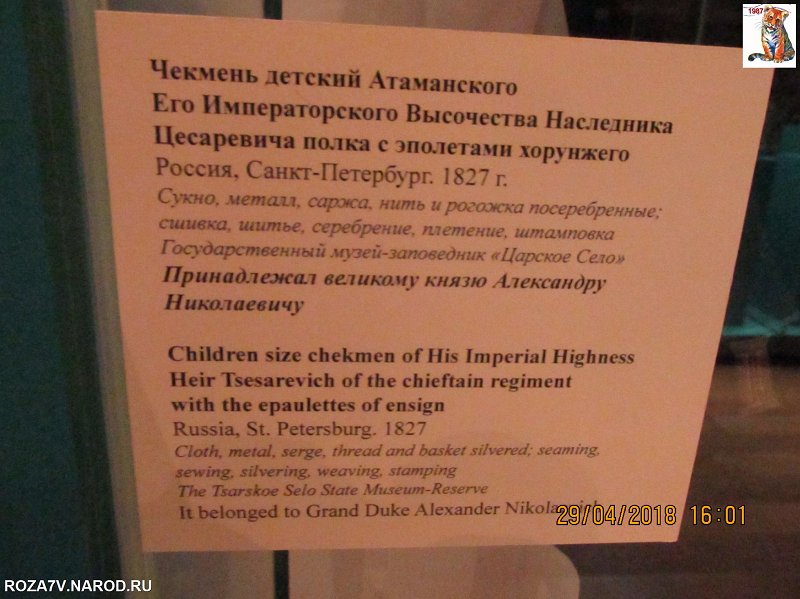 1987
Чекмень детский Атаманского
Его Императорского Высочества Наследника
Цесаревича полка с эполетами хорунжего
Россия, Санкт-Петербург. 1827 г.
Сукно, металл, саржа, нить и рогожка посеребренные;
сшивка, шитье, серебрение, плетение, штамповка
Государственный музей-заповедник «Царское Село»
Принадлежал великому князю Александру
Николаевичу
Children size chekmen of His Imperial Highness
Heir Tsesarevich of the chieftain regiment
with the epaulettes of ensign
Russia, St. Petersburg. 1827
Cloth, metal, serge, thread and basket silvered; seaming,
sewing, silvering, weaving, stamping
The Tsarskoe Selo State Museum-Reserve
It belonged to Grand Duke Alexander
29/04/2018 16:01
ROZA7V.NAROD.RU